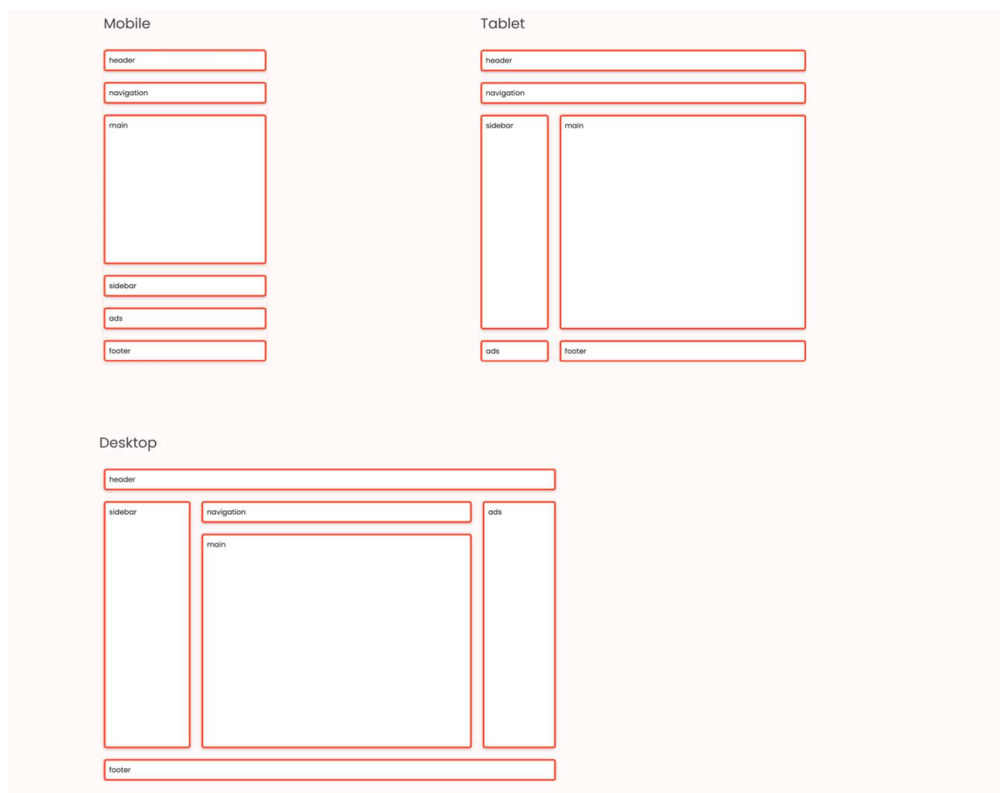 Mobile
header
navigation
main
sidebar
ads
footer
Tablet
header
navigation
sidebar
main
ads
footer
Desktop
header
sidebar
navigation
ads
main
footer